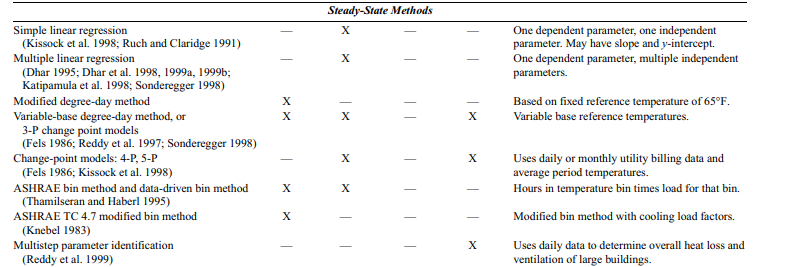 Steady-State Methods
Simple linear regression — X — — One dependent parameter, one independent
(Kissock et al. 1998; Ruch and Claridge 1991) parameter. May have slope and y-intercept.
Multiple linear regression — X — — One dependent parameter, multiple independent
(Dhar 1995; Dhar et al. 1998, 1999a, 1999b; parameters.
Katipamula et al. 1998; Sonderegger 1998)
Modified degree-day method X — — — Based on fixed reference temperature of 65°F.
Variable-base degree-day method, or X X — X Variable base reference temperatures.
3-P change point models
(Fels 1986; Reddy et al. 1997; Sonderegger 1998)
Change-point models: 4-P, 5-P — X — X Uses daily or monthly utility billing data and
(Fels 1986; Kissock et al. 1998) average period temperatures.
ASHRAE bin method and data-driven bin method X X — — Hours in temperature bin times load for that bin.
(Thamilseran and Haberl 1995)
ASHRAE TC 4.7 modified bin method X — — — Modified bin method with cooling load factors.
(Knebel 1983)
Multistep parameter identification — — — X Uses daily data to determine overall heat loss and
(Reddy et al. 1999) ventilation of large buildings.